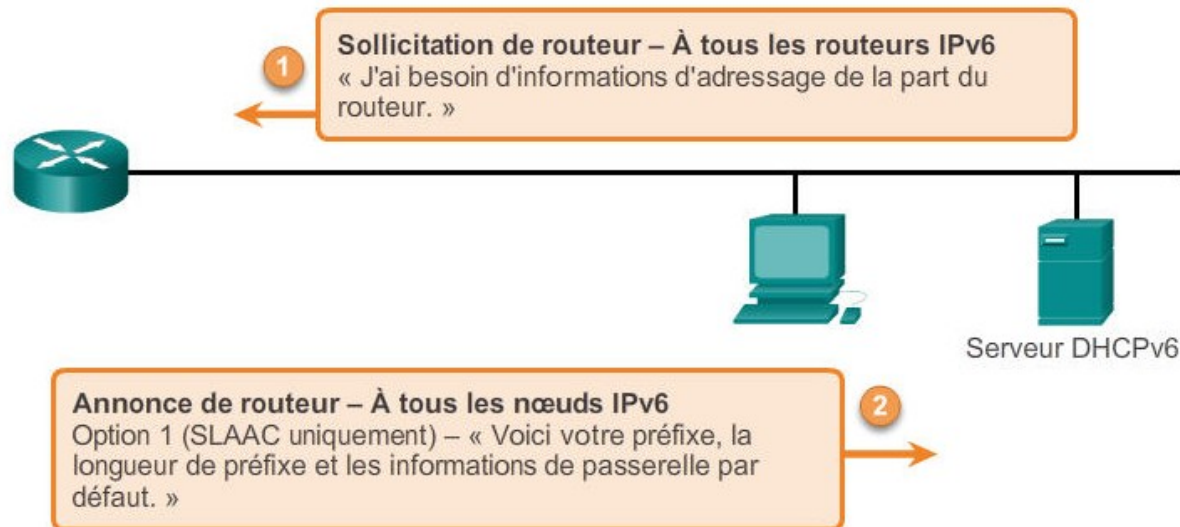 Sollicitation de routeur – À tous les routeurs IPv6
« J'ai besoin d'informations d'adressage de la part du
routeur. »
1
Serveur DHCPv6
Annonce de routeur – À tous les nœuds IPv6
Option 1 (SLAAC uniquement) – « Voici votre préfixe, la
longueur de préfixe et les informations de passerelle par
défaut. »
2